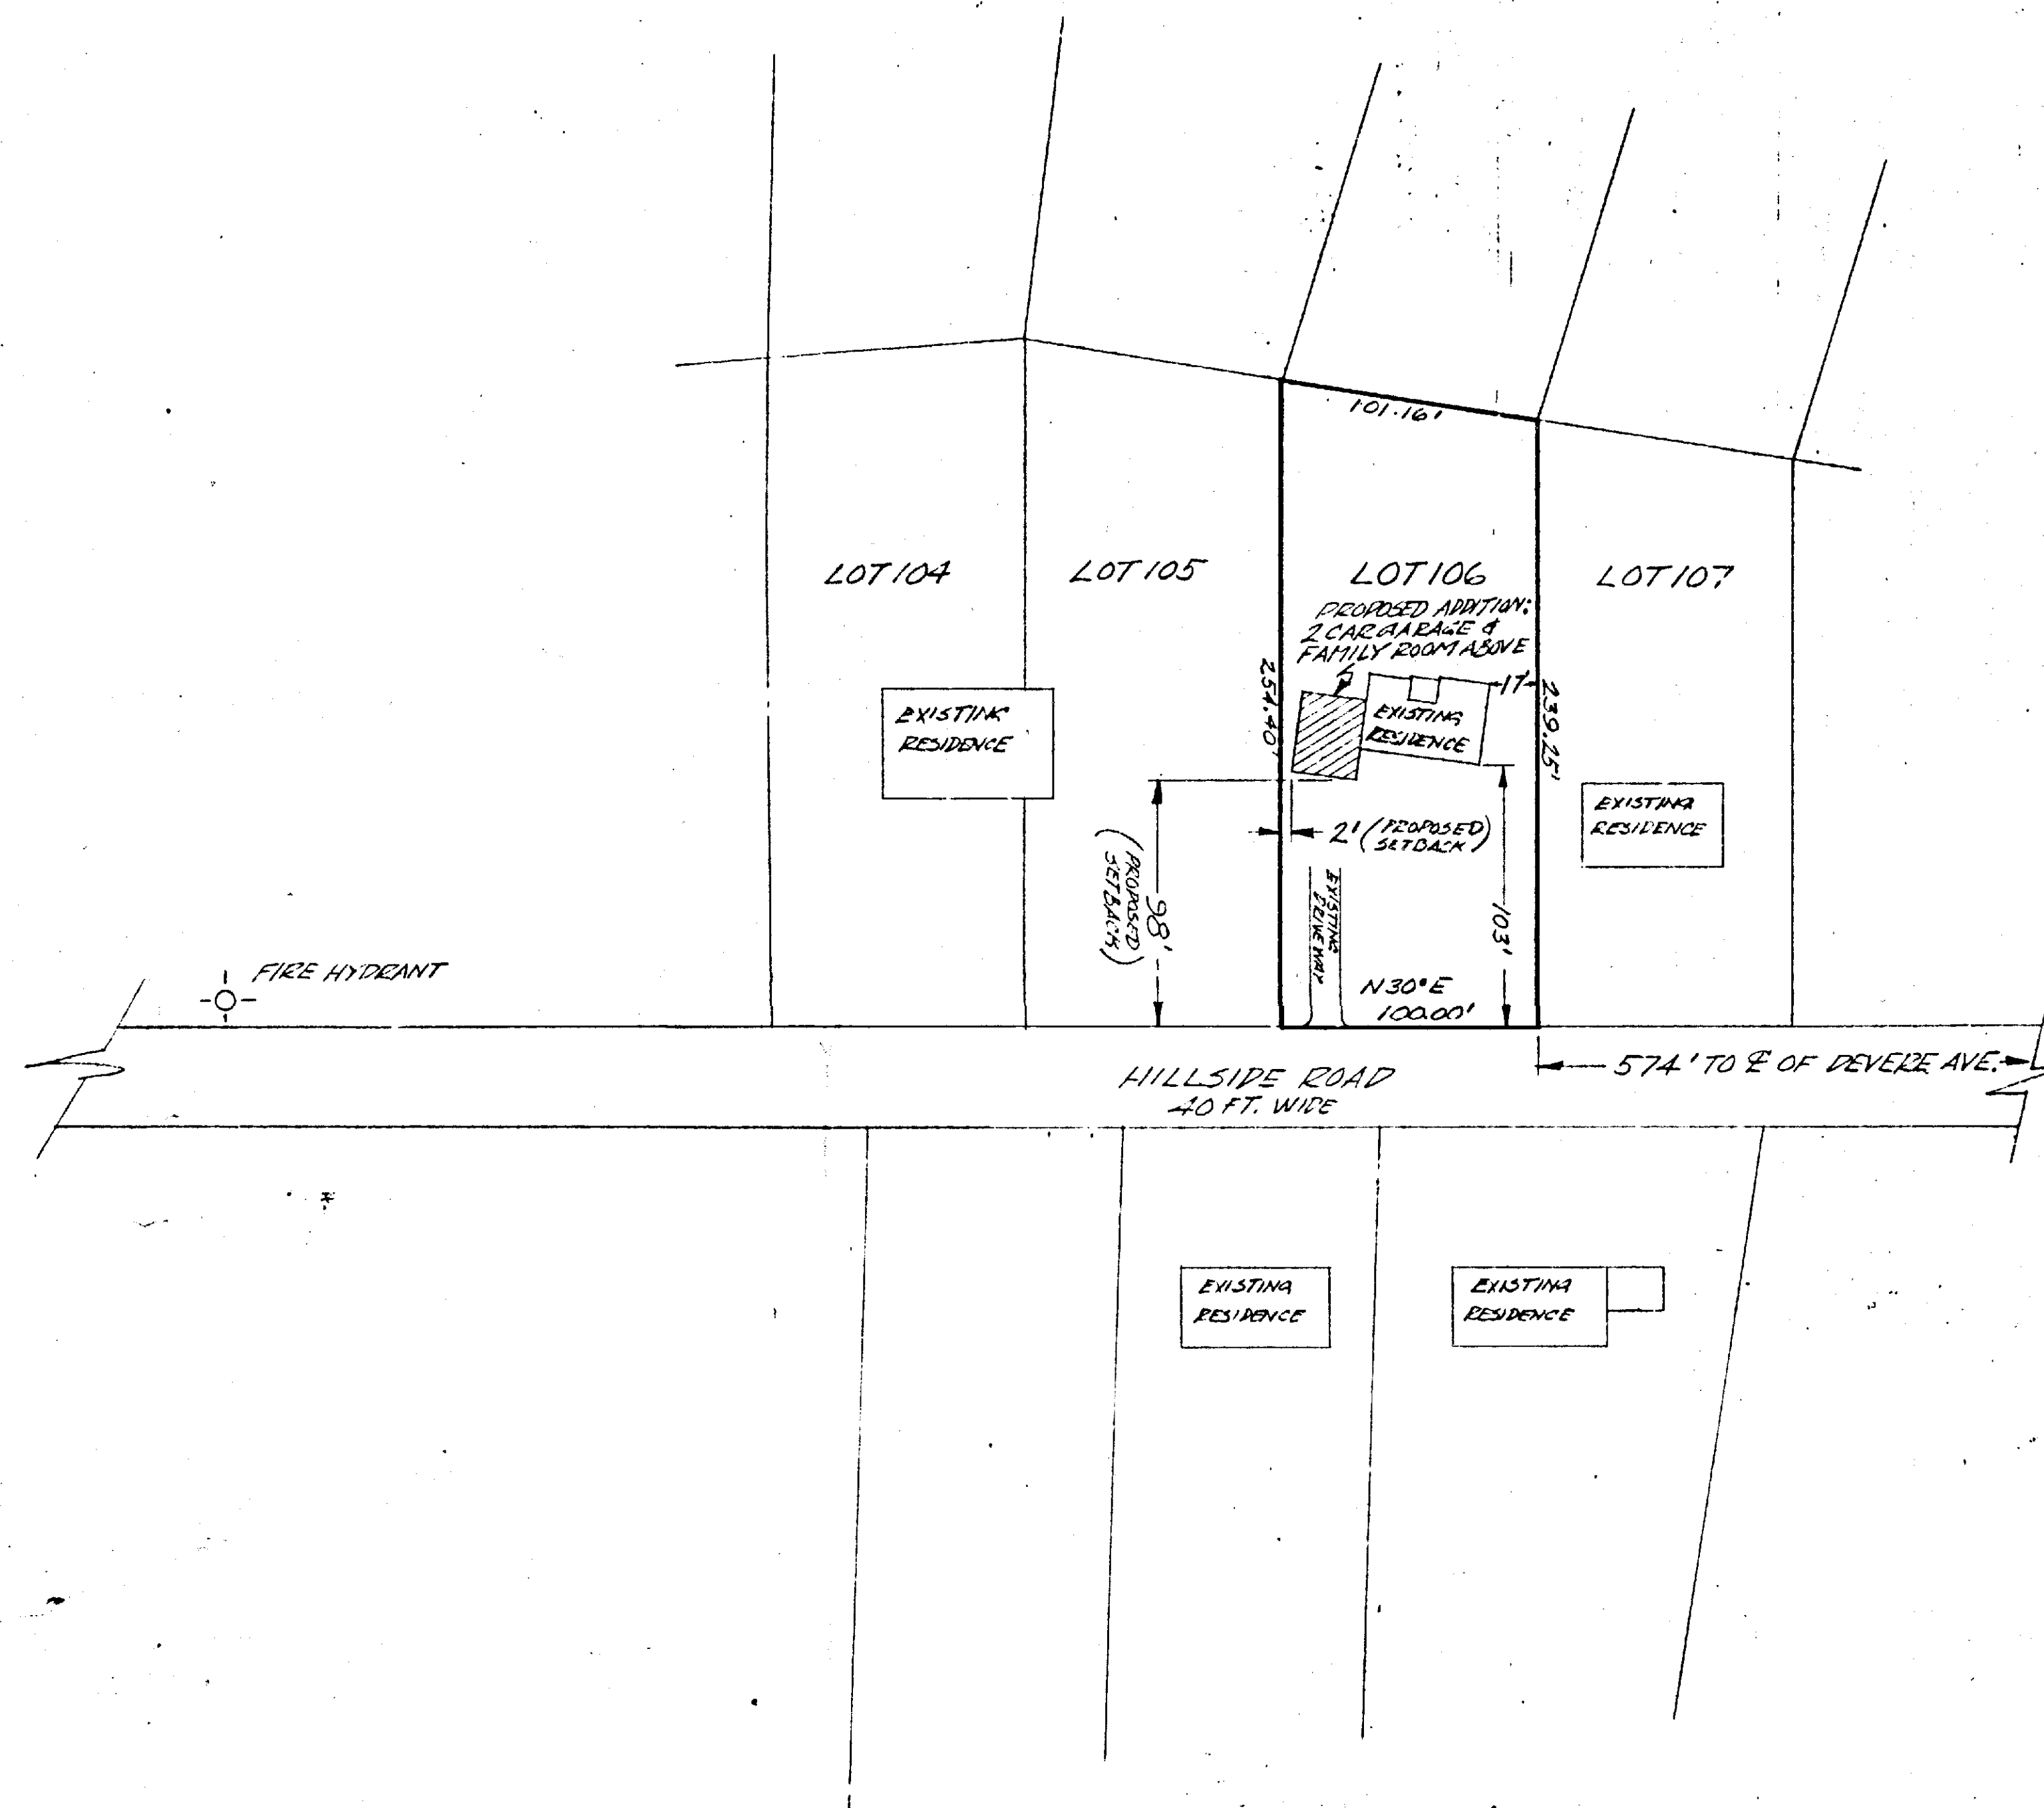 101.16'
LOT 104
LOT 105
LOT 106
LOT 107
PROPOSED ADDITION:
2 CAR GARAGE &
FAMILY ROOM ABOVE
254.40'
17'
239.25'
EXISTING
RESIDENCE
EXISTING
RESIDENCE
EXISTING
RESIDENCE
2' (PROPOSED
SETBACK)
98'
(PROPOSED
SETBACK)
EXISTING
DRIVEWAY
103'
FIRE HYDRANT
N 30° E
100.00'
574' TO ℄ OF DEVERE AVE.
HILLSIDE ROAD
40 FT. WIDE
EXISTING
RESIDENCE
EXISTING
RESIDENCE